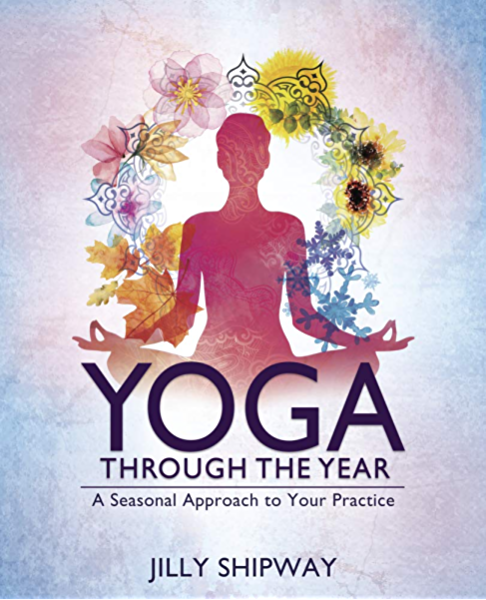 YOGA
THROUGH THE YEAR
A Seasonal Approach to Your Practice
JILLY SHIPWAY